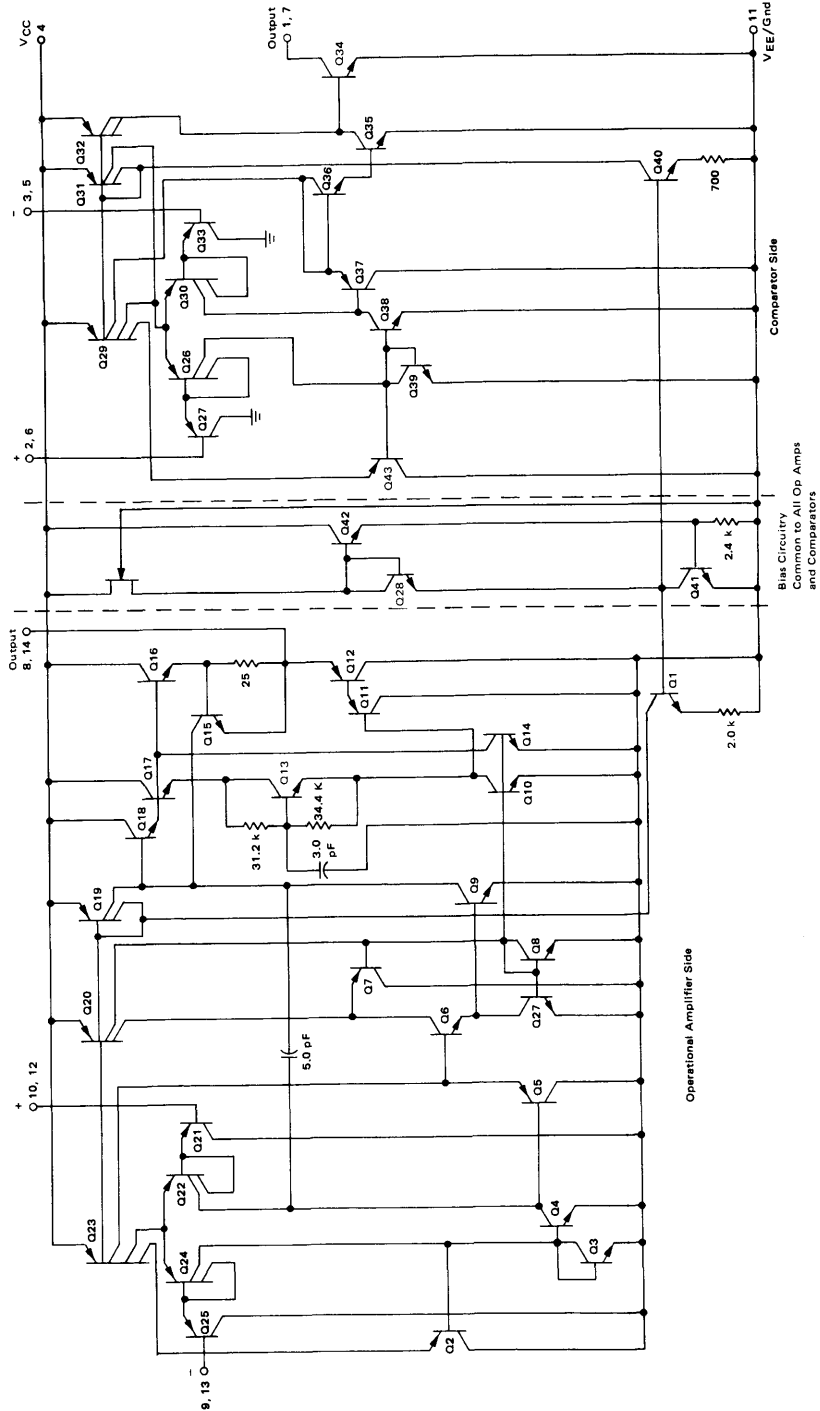 VCC
4
Output
1, 7
Q34
11
VEE/Gnd
Q32
Q31
Q35
Q36
Q40
700
–
3, 5
Q33
Q30
Q37
Q38
Q29
Q26
Q27
Q39
+
2, 6
Q43
Comparator Side
Q42
Q28
Q41
2.4 k
Bias Circuitry
Common to All Op Amps
and Comparators
Output
8, 14
Q16
25
Q15
Q12
Q11
Q1
2.0 k
Q17
Q18
Q13
31.2 k
34.4 K
3.0
pF
Q14
Q10
Q19
Q9
Q20
Q7
Q8
Q27
Q6
5.0 pF
+
10, 12
Q21
Q22
Q5
Q23
Q24
Q4
Q3
Q25
Q2
–
9, 13
Operational Amplifier Side